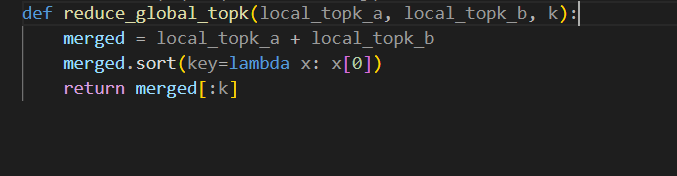 def reduce_global_topk(local_topk_a, local_topk_b, k):
    merged = local_topk_a + local_topk_b
    merged.sort(key=lambda x: x[0])
    return merged[:k]